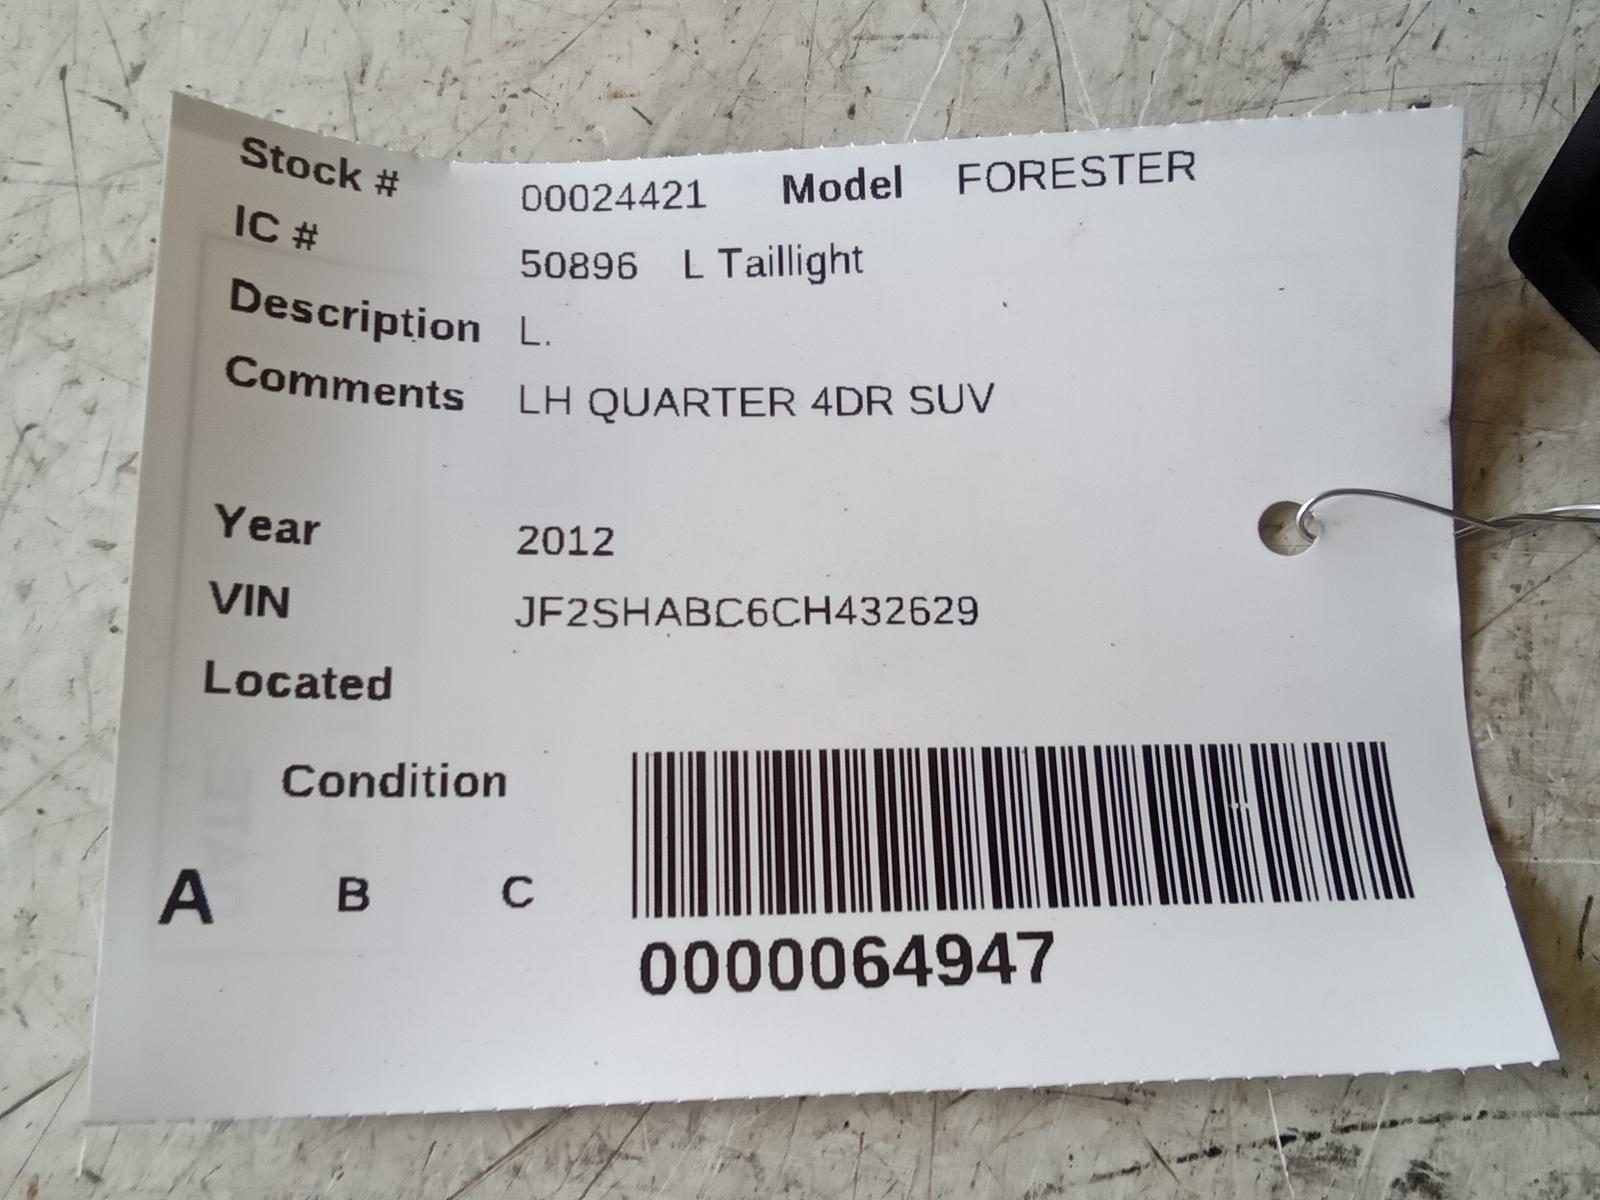 Stock # 00024421 Model FORESTER
IC # 50896 L Taillight
Description L.
Comments LH QUARTER 4DR SUV
Year 2012
VIN JF2SHABC6CH432629
Located
Condition
A B C
0000064947